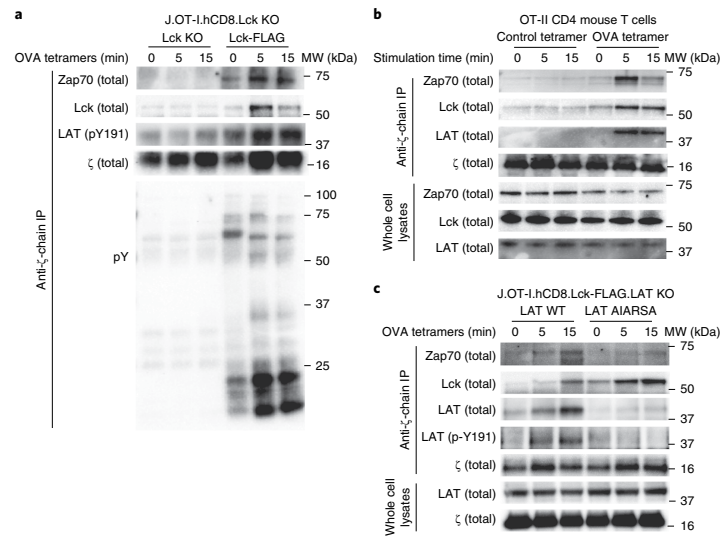 a
J.OT-I.hCD8.Lck KO
Lck KO Lck-FLAG
OVA tetramers (min) 0 5 15 0 5 15 MW (kDa)
Zap70 (total) 75
Lck (total) 50
LAT (pY191) 37
ζ (total) 16
100
75
pY 50
37
25
Anti-ζ-chain IP
b
OT-II CD4 mouse T cells
Control tetramer OVA tetramer
Stimulation time (min) 0 5 15 0 5 15 MW (kDa)
Zap70 (total) 75
Lck (total) 50
LAT (total) 37
ζ (total) 16
Anti-ζ-chain IP
Zap70 (total) 75
Lck (total) 50
LAT (total) 37
Whole cell
lysates
c
J.OT-I.hCD8.Lck-FLAG.LAT KO
LAT WT LAT AIARSA
OVA tetramers (min) 0 5 15 0 5 15 MW (kDa)
Zap70 (total) 75
Lck (total) 50
LAT (total) 37
LAT (p-Y191) 37
ζ (total) 16
Anti-ζ-chain IP
LAT (total) 37
ζ (total) 16
Whole cell
lysates